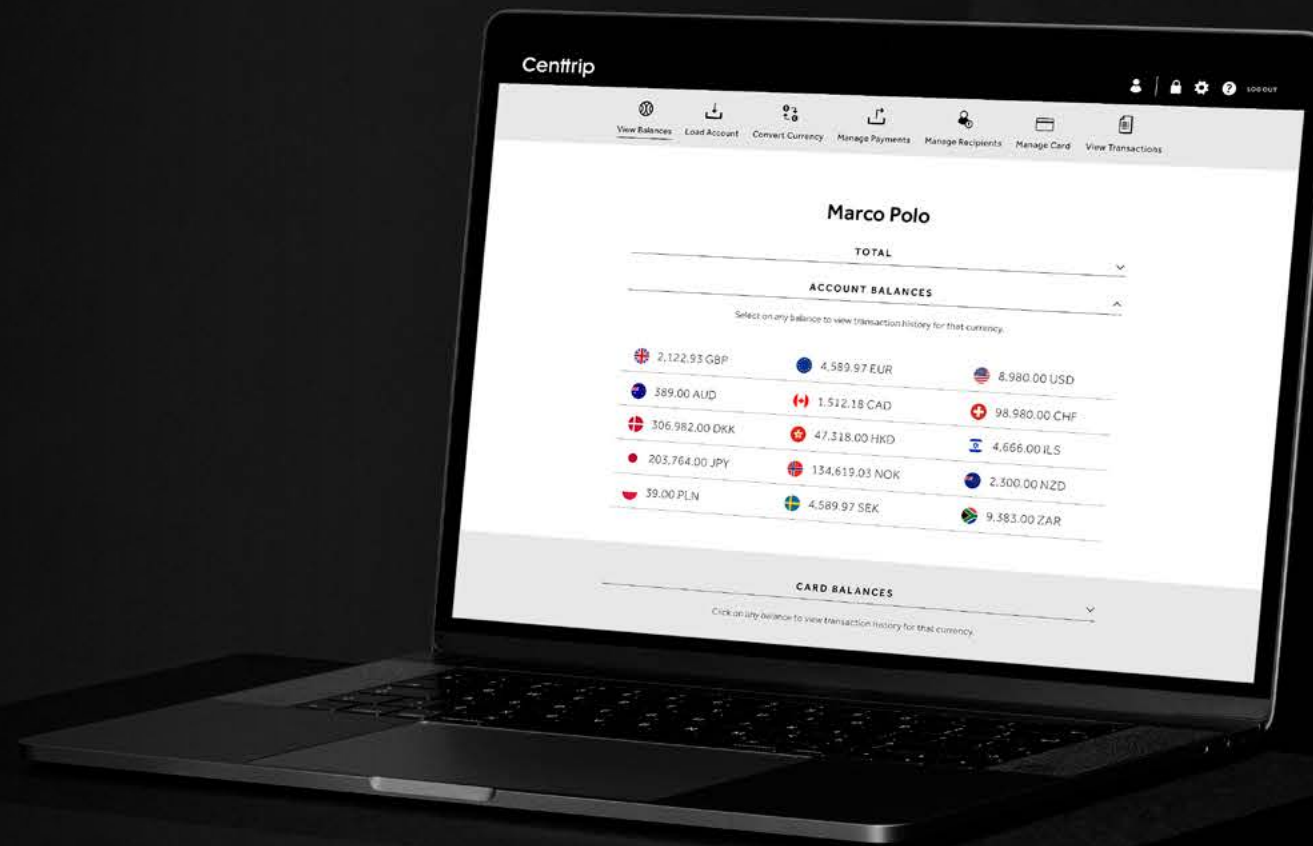 Centtrip
LOGOUT
View Balances Load Account Convert Currency Manage Payments Manage Recipients Manage Card View Transactions
Marco Polo
TOTAL
ACCOUNT BALANCES
Select on any balance to view transaction history for that currency.
2,122.93 GBP 4,589.97 EUR 8,980.00 USD
389.00 AUD 1,512.18 CAD 98,980.00 CHF
306,982.00 DKK 47,318.00 HKD 4,666.00 ILS
203,764.00 JPY 134,619.03 NOK 2,300.00 NZD
39.00 PLN 4,589.97 SEK 9,383.00 ZAR
CARD BALANCES
Click on any balance to view transaction history for that currency.